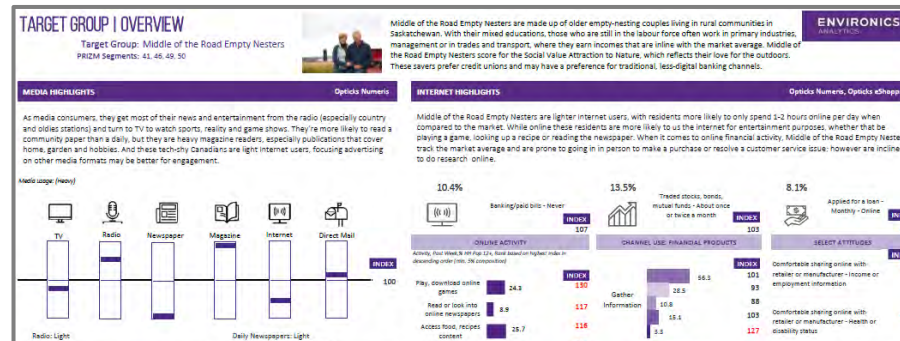 TARGET GROUP | OVERVIEW
Target Group: Middle of the Road Empty Nesters
PRIZM Segments: 41, 46, 49, 50
Middle of the Road Empty Nesters are made up of older empty-nesting couples living in rural communities in
Saskatchewan. With their mixed educations, those who are still in the labour force often work in primary industries,
management or in trades and transport, where they earn incomes that are inline with the market average. Middle of
the Road Empty Nesters score for the Social Value Attraction to Nature, which reflects their love for the outdoors.
These savers prefer credit unions and may have a preference for traditional, less-digital banking channels.
ENVIRONICS
ANALYTICS
MEDIA HIGHLIGHTS
Opticks Numeris
As media consumers, they get most of their news and entertainment from the radio (especially country
and oldies stations) and turn to TV to watch sports, reality and game shows. They're more likely to read a
community paper than a daily, but they are heavy magazine readers, especially publications that cover
home, garden and hobbies. And these tech-shy Canadians are light internet users, focusing advertising
on other media formats may be better for engagement.
Media usage: (Heavy)
TV
Radio
Newspaper
Magazine
Internet
Direct Mail
INDEX
100
Radio: Light
Daily Newspapers: Light
INTERNET HIGHLIGHTS
Opticks Numeris, Opticks eShopp
Middle of the Road Empty Nesters are lighter internet users, with residents more likely to only spend 1-2 hours online per day when
compared to the market. While online these residents are more likely to us the internet for entertainment purposes, whether that be
playing a game, looking up a recipe or reading the newspaper. When it comes to online financial activity, Middle of the Road Empty Neste
track the market average and are prone to going in in person to make a purchase or resolve a customer service issue; however are incline
to do research online.
10.4%
Banking/paid bills - Never
INDEX
107
13.5%
Traded stocks, bonds,
mutual funds - About once
or twice a month
INDEX
103
8.1%
Applied for a loan -
Monthly - Online
ONLINE ACTIVITY
Activity, Past Week,% HH Pop 12+, Rank based on highest index in
descending order (min. 5% composition)
INDEX
Play, download online
games
24.3
130
Read or look into
online newspapers
8.9
117
Access food, recipes
content
25.7
116
CHANNEL USE: FINANCIAL PRODUCTS
INDEX
Gather
Information
101
28.5
93
10.8
88
15.1
103
3.3
127
SELECT ATTITUDES
Comfortable sharing online with
retailer or manufacturer - Income or
employment information
Comfortable sharing online with
retailer or manufacturer - Health or
disability status